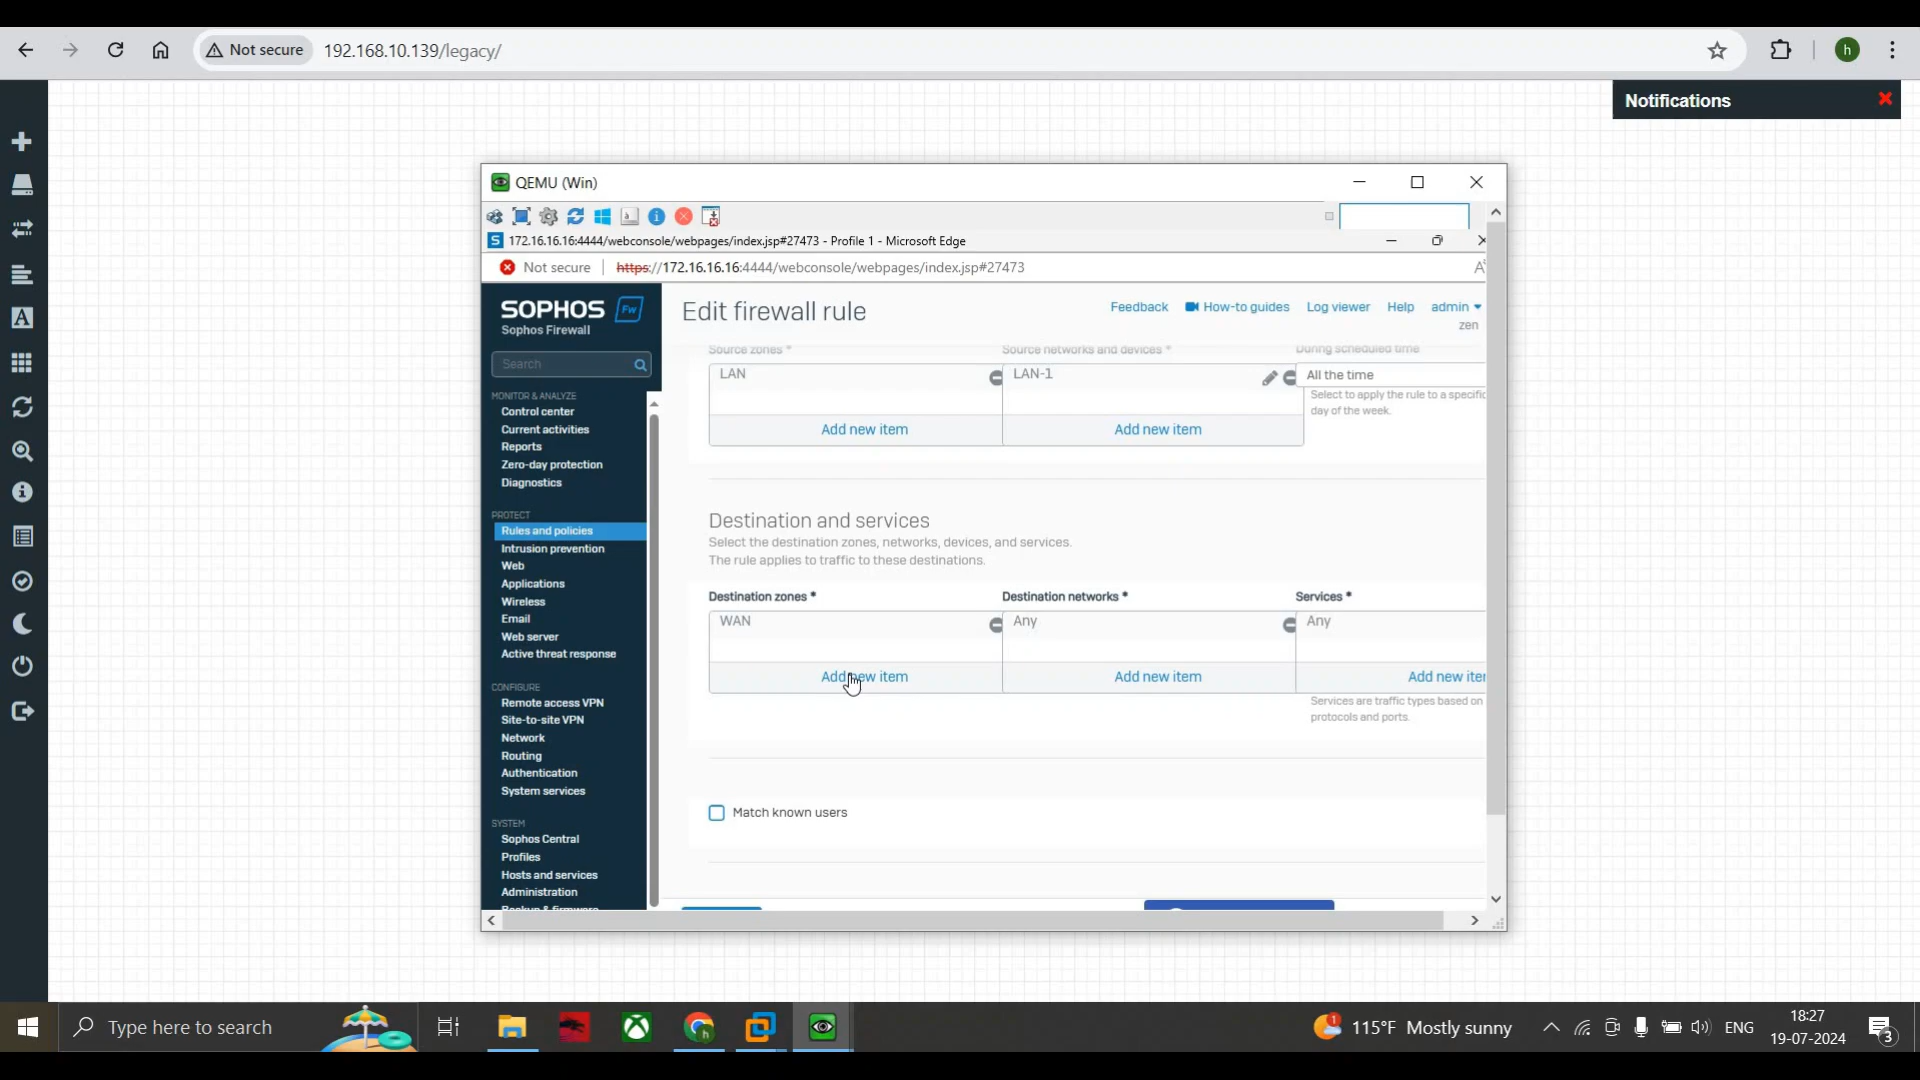 Not secure
192.168.10.139/legacy/
h
Notifications
QEMU (Win)
172.16.16.16:4444/webconsole/webpages/index.jsp#27473 - Profile 1 - Microsoft Edge
Not secure
https://172.16.16.16:4444/webconsole/webpages/index.jsp#27473
SOPHOS Fw
Sophos Firewall
Search
Edit firewall rule
Feedback
How-to guides
Log viewer
Help
admin
zen
MONITOR & ANALYZE
Control center
Current activities
Reports
Zero-day protection
Diagnostics
PROTECT
Rules and policies
Intrusion prevention
Web
Applications
Wireless
Email
Web server
Active threat response
CONFIGURE
Remote access VPN
Site-to-site VPN
Network
Routing
Authentication
System services
SYSTEM
Sophos Central
Profiles
Hosts and services
Administration
Backup & firmware
Source zones *
Source networks and devices *
During scheduled time
LAN
LAN-1
All the time
Select to apply the rule to a specific
day of the week.
Add new item
Add new item
Destination and services
Select the destination zones, networks, devices, and services.
The rule applies to traffic to these destinations.
Destination zones *
Destination networks *
Services *
WAN
Any
Any
Add new item
Add new item
Add new iter
Services are traffic types based on
protocols and ports.
Match known users
Type here to search
1
115°F Mostly sunny
ENG
18:27
19-07-2024
3